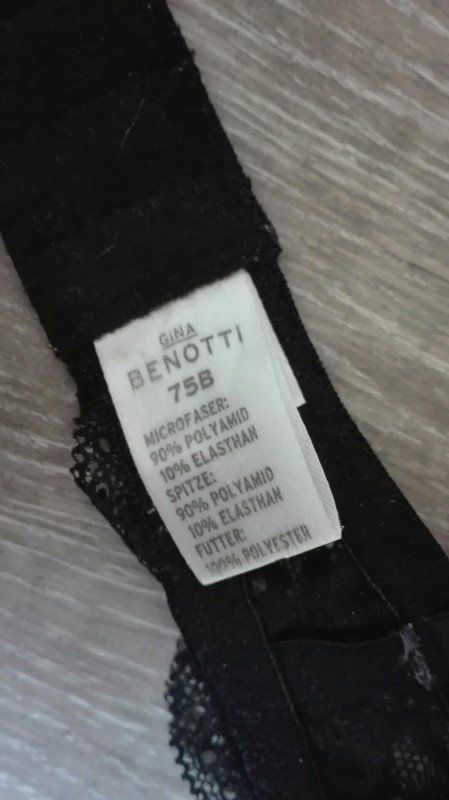 GINA
BENOTTI
75B
MICROFASER:
90% POLYAMID
10% ELASTHAN
SPITZE:
90% POLYAMID
10% ELASTHAN
FUTTER:
100% POLYESTER